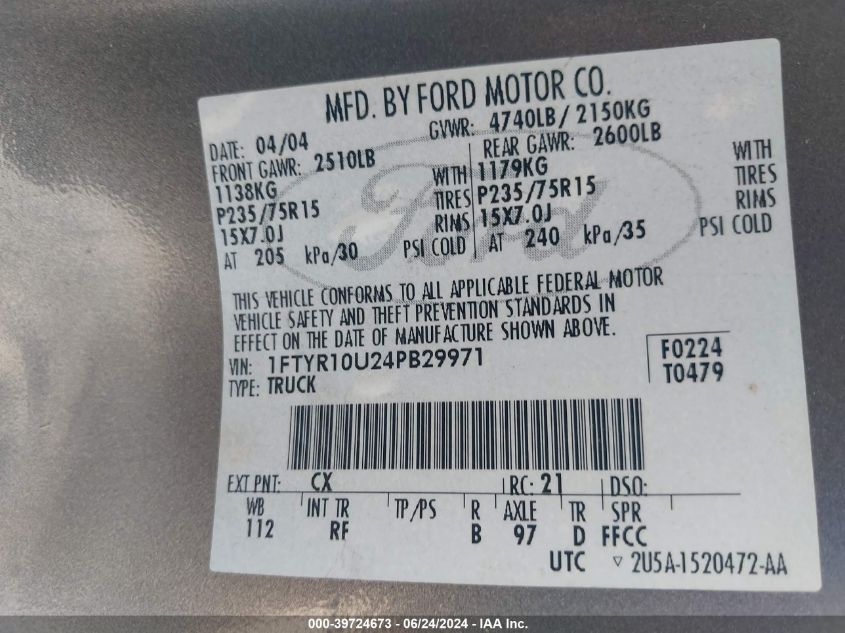 MFD. BY FORD MOTOR CO.
DATE: 04/04 GVWR: 4740LB/ 2150KG
FRONT GAWR: 2510LB REAR GAWR: 2600LB
1138KG WITH 1179KG WITH
P235/75R15 TIRES P235/75R15 TIRES
15X7.0J RIMS 15X7.0J RIMS
AT 205 kPa/30 PSI COLD AT 240 kPa/35 PSI COLD
Ford
THIS VEHICLE CONFORMS TO ALL APPLICABLE FEDERAL MOTOR
VEHICLE SAFETY AND THEFT PREVENTION STANDARDS IN
EFFECT ON THE DATE OF MANUFACTURE SHOWN ABOVE.
VIN: 1FTYR10U24PB29971 F0224
TYPE: TRUCK T0479
EXT PNT: CX RC: 21 DSO:
WB INT TR TP/PS R AXLE TR SPR
112 RF B 97 D FFCC
UTC ▽ 2U5A-1520472-AA
000-39724673 - 06/24/2024 - IAA Inc.